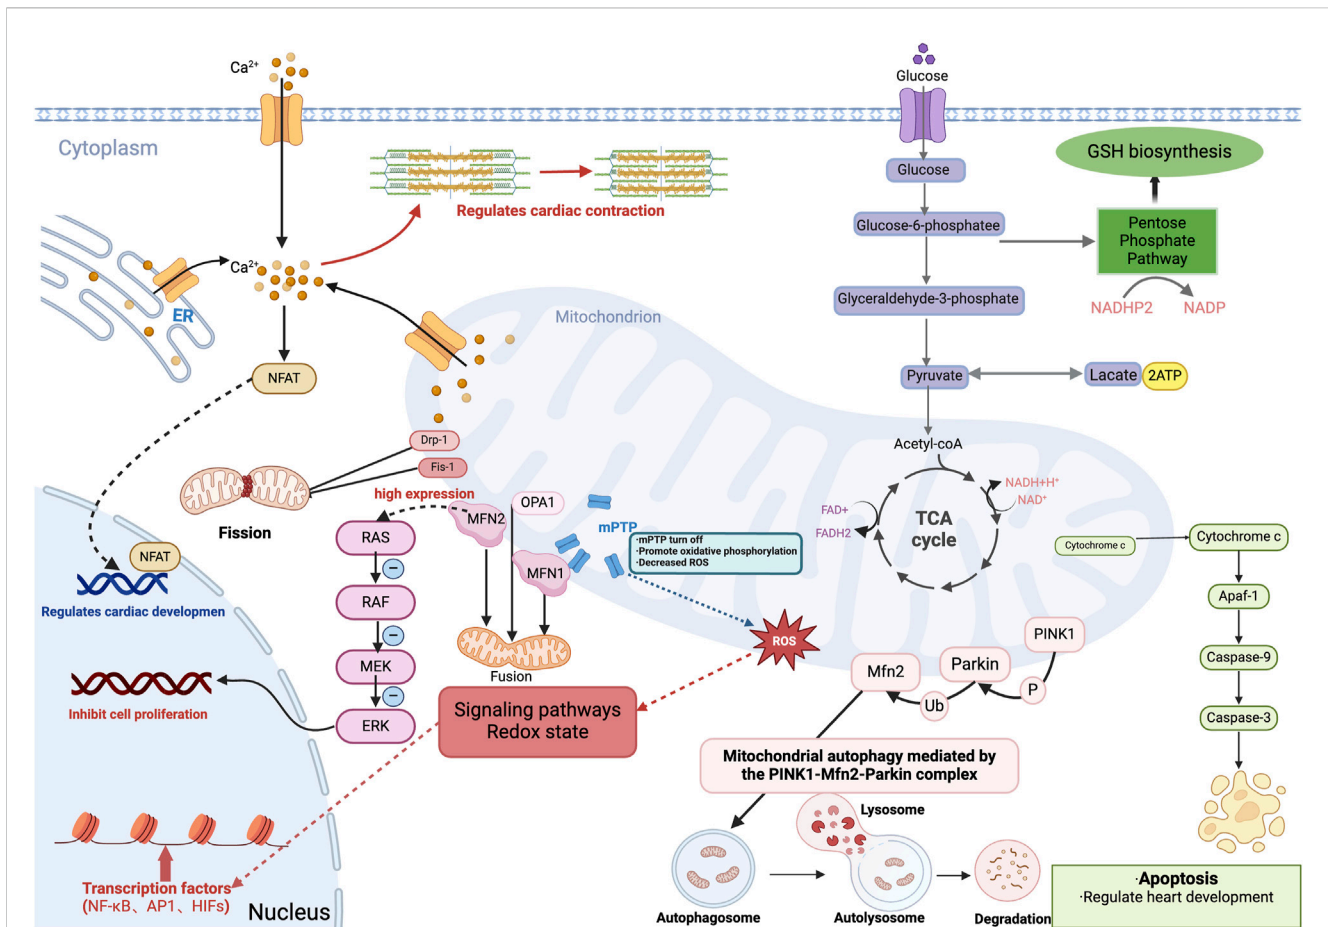 Ca²⁺
Glucose
Cytoplasm
GSH biosynthesis
Glucose
Regulates cardiac contraction
Glucose-6-phosphatee
Pentose
Phosphate
Pathway
Ca²⁺
ER
Glyceraldehyde-3-phosphate
NADHP2
NADP
Mitochondrion
NFAT
Pyruvate
Lacate
2ATP
Drp-1
Fis-1
Acetyl-coA
Fission
high expression
MFN2
OPA1
mPTP
·mPTP turn off
·Promote oxidative phosphorylation
·Decreased ROS
FAD+
FADH2
TCA
cycle
NADH+H⁺
NAD⁺
Cytochrome c
Cytochrome c
RAS
−
RAF
−
MEK
−
ERK
MFN1
Fusion
NFAT
Regulates cardiac developmen
Apaf-1
Caspase-9
Caspase-3
ROS
PINK1
P
Parkin
Ub
Mfn2
Inhibit cell proliferation
Signaling pathways
Redox state
Mitochondrial autophagy mediated by
the PINK1-Mfn2-Parkin complex
Lysosome
Transcription factors
(NF-κB、AP1、HIFs)
Nucleus
Autophagosome
Autolysosome
Degradation
·Apoptosis
·Regulate heart development